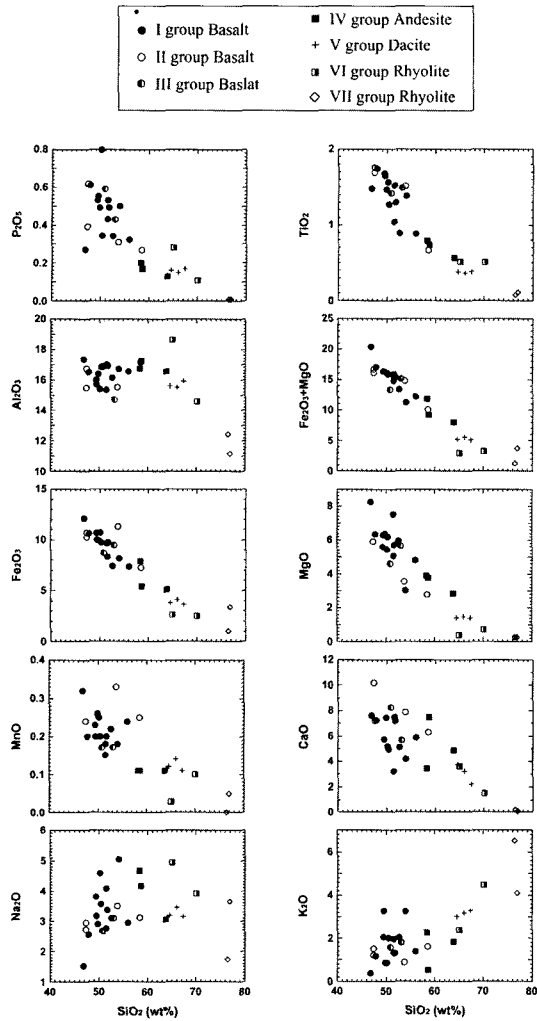 I group Basalt
II group Basalt
III group Baslat
IV group Andesite
V group Dacite
VI group Rhyolite
VII group Rhyolite
P₂O₅
0.8
0.6
0.4
0.2
0.0
TiO₂
2
1
0
Al₂O₃
20
18
16
14
12
10
Fe₂O₃+MgO
25
20
15
10
5
0
Fe₂O₃
15
10
5
0
MgO
8
6
4
2
0
MnO
0.4
0.3
0.2
0.1
0.0
CaO
12
10
8
6
4
2
0
Na₂O
6
5
4
3
2
1
40 50 60 70 80
SiO₂ (wt%)
K₂O
6
4
2
0
40 50 60 70 80
SiO₂ (wt%)